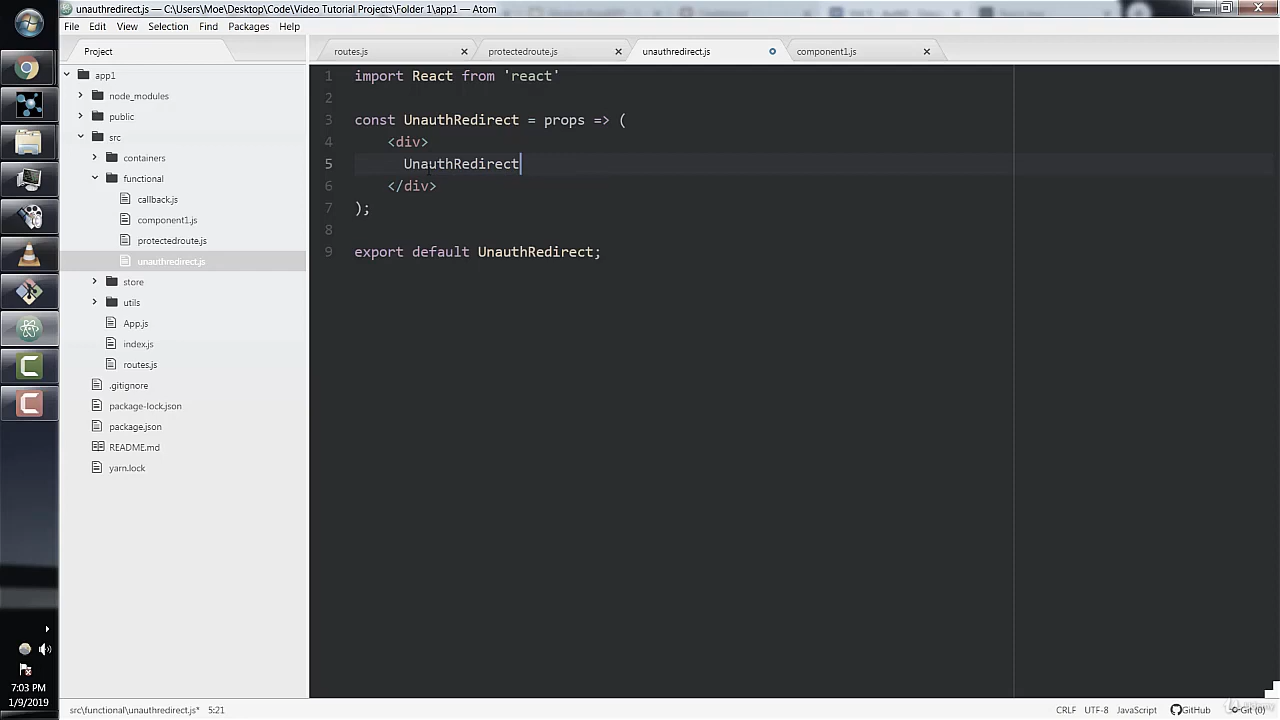 unauthredirect.js — C:\Users\Moe\Desktop\Code\Video Tutorial Projects\Folder 1\app1 — Atom
File Edit View Selection Find Packages Help
Project
routes.js
protectedroute.js
unauthredirect.js
component1.js
app1
node_modules
public
src
containers
functional
callback.js
component1.js
protectedroute.js
unauthredirect.js
store
utils
App.js
index.js
routes.js
.gitignore
package-lock.json
package.json
README.md
yarn.lock
1 import React from 'react'
2
3 const UnauthRedirect = props => (
4 <div>
5 UnauthRedirect
6 </div>
7 );
8
9 export default UnauthRedirect;
7:03 PM
1/9/2019
src\functional\unauthredirect.js* 5:21
CRLF UTF-8 JavaScript GitHub Git (0)